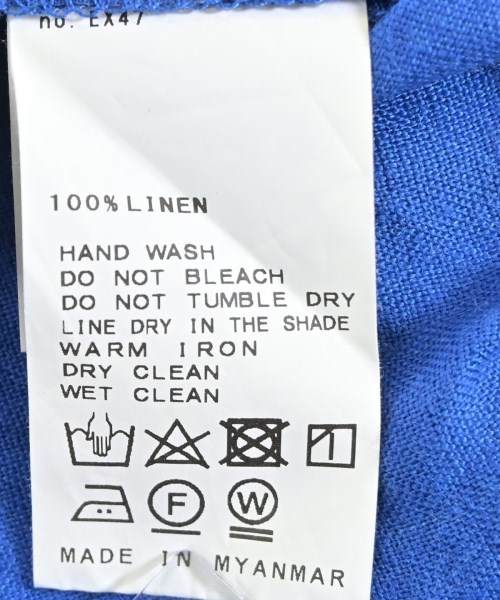 no. EX47
100% LINEN
HAND WASH
DO NOT BLEACH
DO NOT TUMBLE DRY
LINE DRY IN THE SHADE
WARM IRON
DRY CLEAN
WET CLEAN
F W
MADE IN MYANMAR